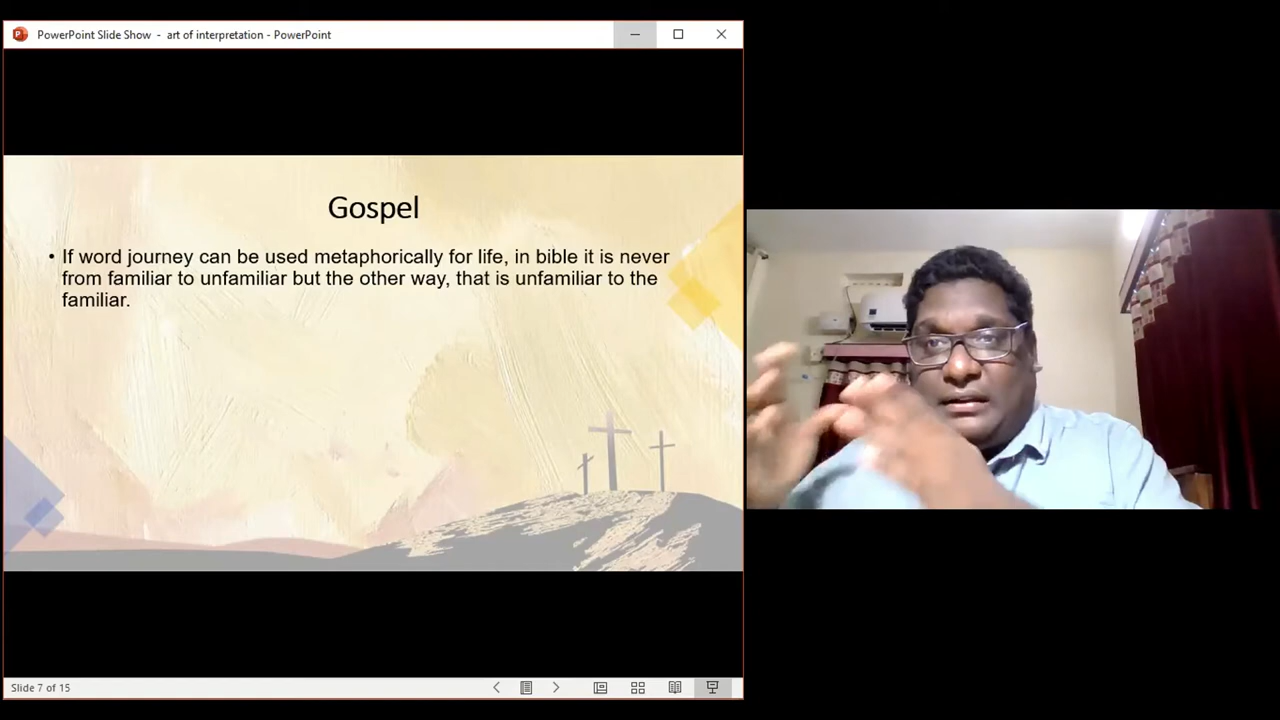 PowerPoint Slide Show - art of interpretation - PowerPoint
Gospel
• If word journey can be used metaphorically for life, in bible it is never
from familiar to unfamiliar but the other way, that is unfamiliar to the
familiar.
Slide 7 of 15